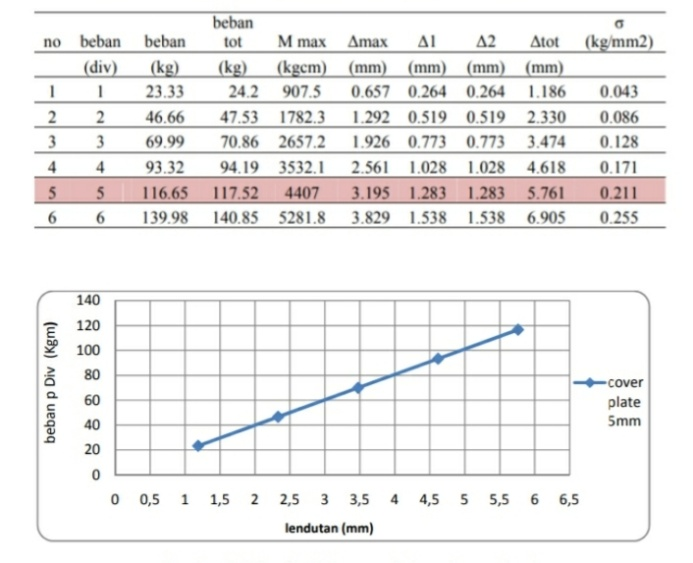 no beban beban beban tot M max Δmax Δ1 Δ2 Δtot σ (kg/mm2)
(div) (kg) (kg) (kgcm) (mm) (mm) (mm) (mm)
1 1 23.33 24.2 907.5 0.657 0.264 0.264 1.186 0.043
2 2 46.66 47.53 1782.3 1.292 0.519 0.519 2.330 0.086
3 3 69.99 70.86 2657.2 1.926 0.773 0.773 3.474 0.128
4 4 93.32 94.19 3532.1 2.561 1.028 1.028 4.618 0.171
5 5 116.65 117.52 4407 3.195 1.283 1.283 5.761 0.211
6 6 139.98 140.85 5281.8 3.829 1.538 1.538 6.905 0.255
beban p Div (Kgm)
140
120
100
80
60
40
20
0
0 0,5 1 1,5 2 2,5 3 3,5 4 4,5 5 5,5 6 6,5
lendutan (mm)
cover
plate
5mm